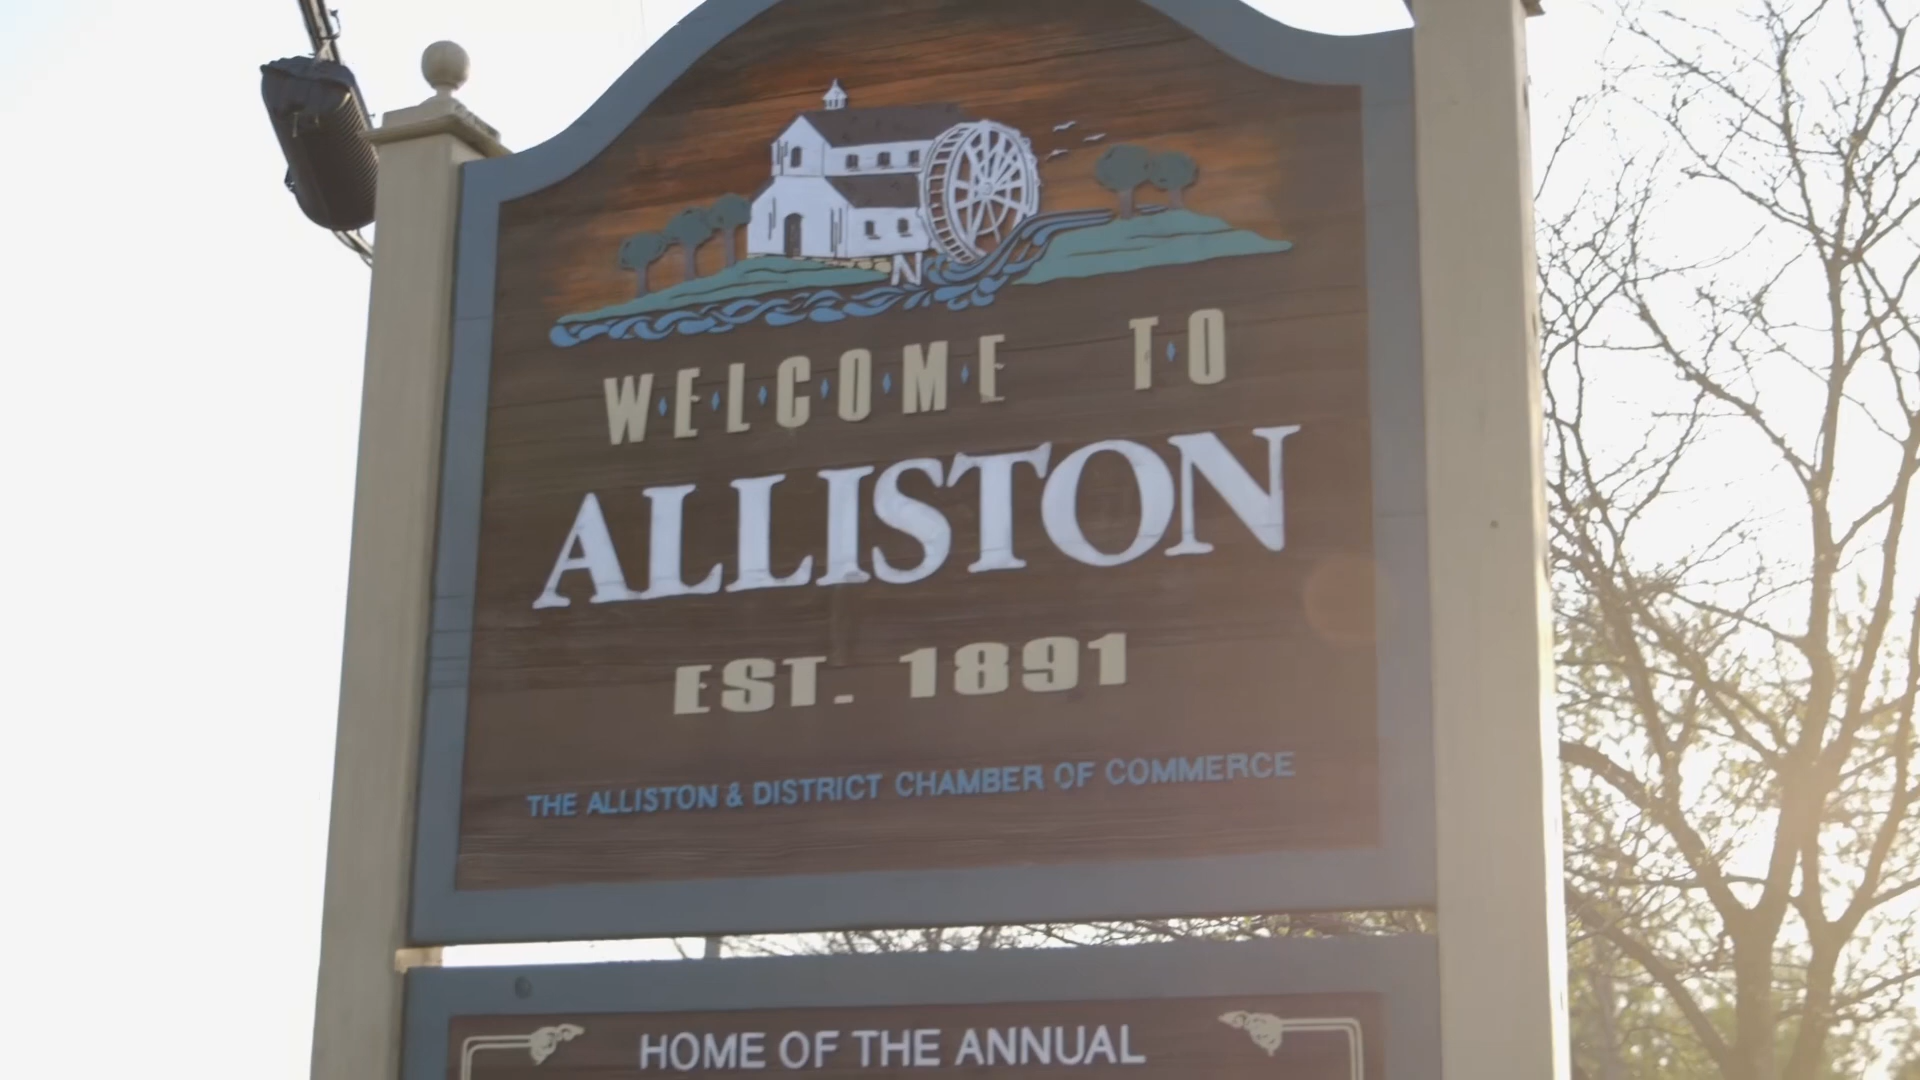 WELCOME TO
ALLISTON
EST. 1891
THE ALLISTON & DISTRICT CHAMBER OF COMMERCE
HOME OF THE ANNUAL